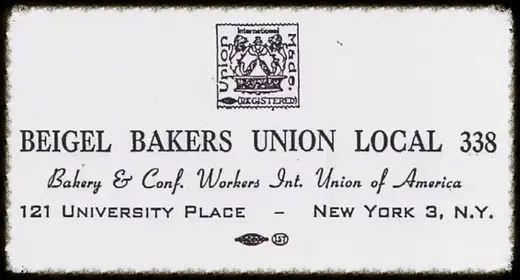 International
Union Made
(REGISTERED)
BEIGEL BAKERS UNION LOCAL 338
Bakery & Conf. Workers Int. Union of America
121 UNIVERSITY PLACE – NEW YORK 3, N.Y.
157